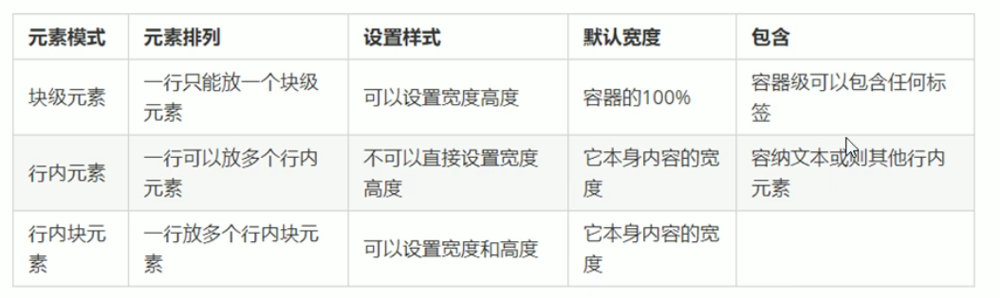 元素模式 元素排列 设置样式 默认宽度 包含
块级元素 一行只能放一个块级元素 可以设置宽度高度 容器的100% 容器级可以包含任何标签
行内元素 一行可以放多个行内元素 不可以直接设置宽度高度 它本身内容的宽度 容纳文本或则其他行内元素
行内块元素 一行放多个行内块元素 可以设置宽度和高度 它本身内容的宽度